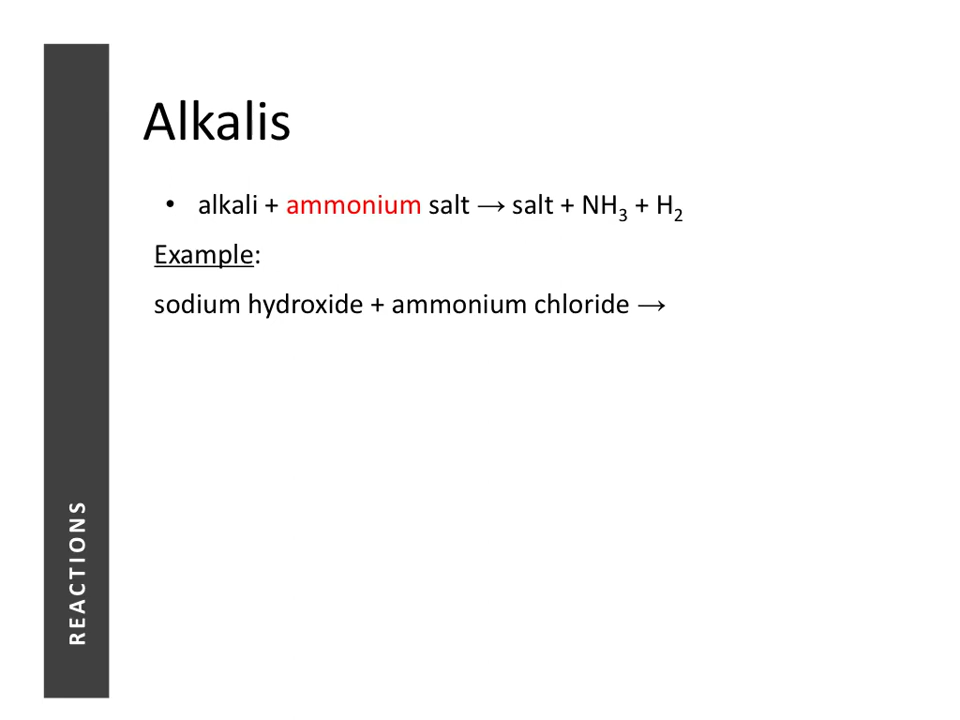 Alkalis
• alkali + ammonium salt → salt + NH₃ + H₂
Example:
sodium hydroxide + ammonium chloride →
REACTIONS